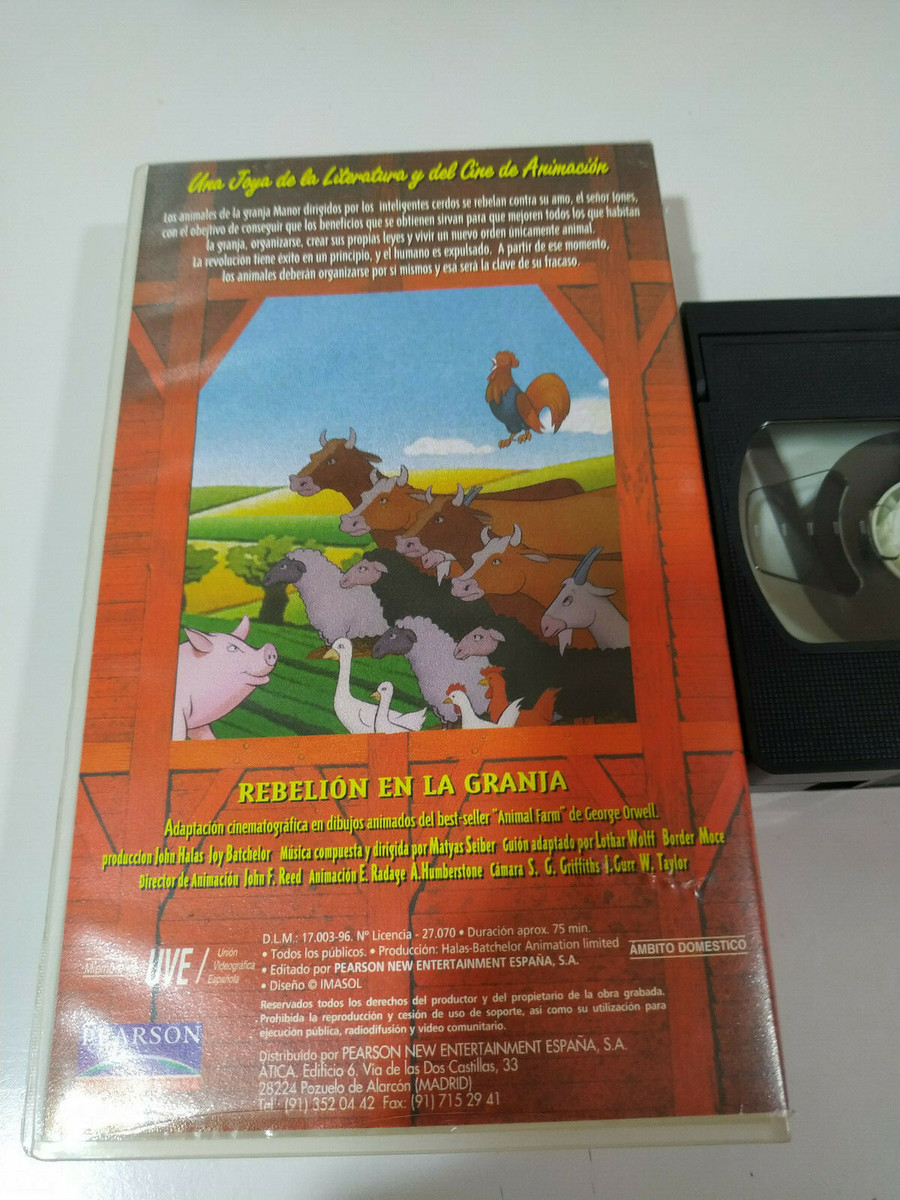 Una Joya de la Literatura y del Cine de Animación
Los animales de la granja Manor dirigidos por los inteligentes cerdos se rebelan contra su amo, el señor Jones,
con el obejtivo de conseguir que los beneficios que se obtienen sirvan para que mejoren todos los que habitan
la granja, organizarse, crear sus propias leyes y vivir un nuevo orden únicamente animal.
La revolucion tiene éxito en un principio, y el humano es expulsado. A partir de ese momento,
los animales deberán organizarse por sí mismos y esa será la clave de su fracaso.
REBELIÓN EN LA GRANJA
Adaptación cinematográfica en dibujos animados del best-seller "Animal Farm" de George Orwell.
produccion John Halas Joy Batchelor Música compuesta y dirigida por Matyas Seiber Guión adaptado por Lothar Wolff Border Moce
Director de Animación John F. Reed Animación E. Radage A.Humberstone Cámara S. G. Griffiths J.Gurr W. Taylor
D.L.M.: 17.003-96. Nº Licencia - 27.070 • Duración aprox. 75 min.
• Todos los públicos. • Producción: Halas-Batchelor Animation limited
• Editado por PEARSON NEW ENTERTAINMENT ESPAÑA, S.A.
• Diseño © IMASOL
AMBITO DOMESTICO
UVE/ Unión
Videográfica
Española
Reservados todos los derechos del productor y del propietario de la obra grabada.
Prohibida la reproducción y cesión de uso de soporte, así como su utilización para
ejecución pública, radiodifusión y video comunitario.
PEARSON
Distribuido por PEARSON NEW ENTERTAINMENT ESPAÑA, S.A.
ATICA. Edificio 6. Vía de las Dos Castillas, 33
28224 Pozuelo de Alarcón (MADRID)
Tel.: (91) 352 04 42 Fax: (91) 715 29 41